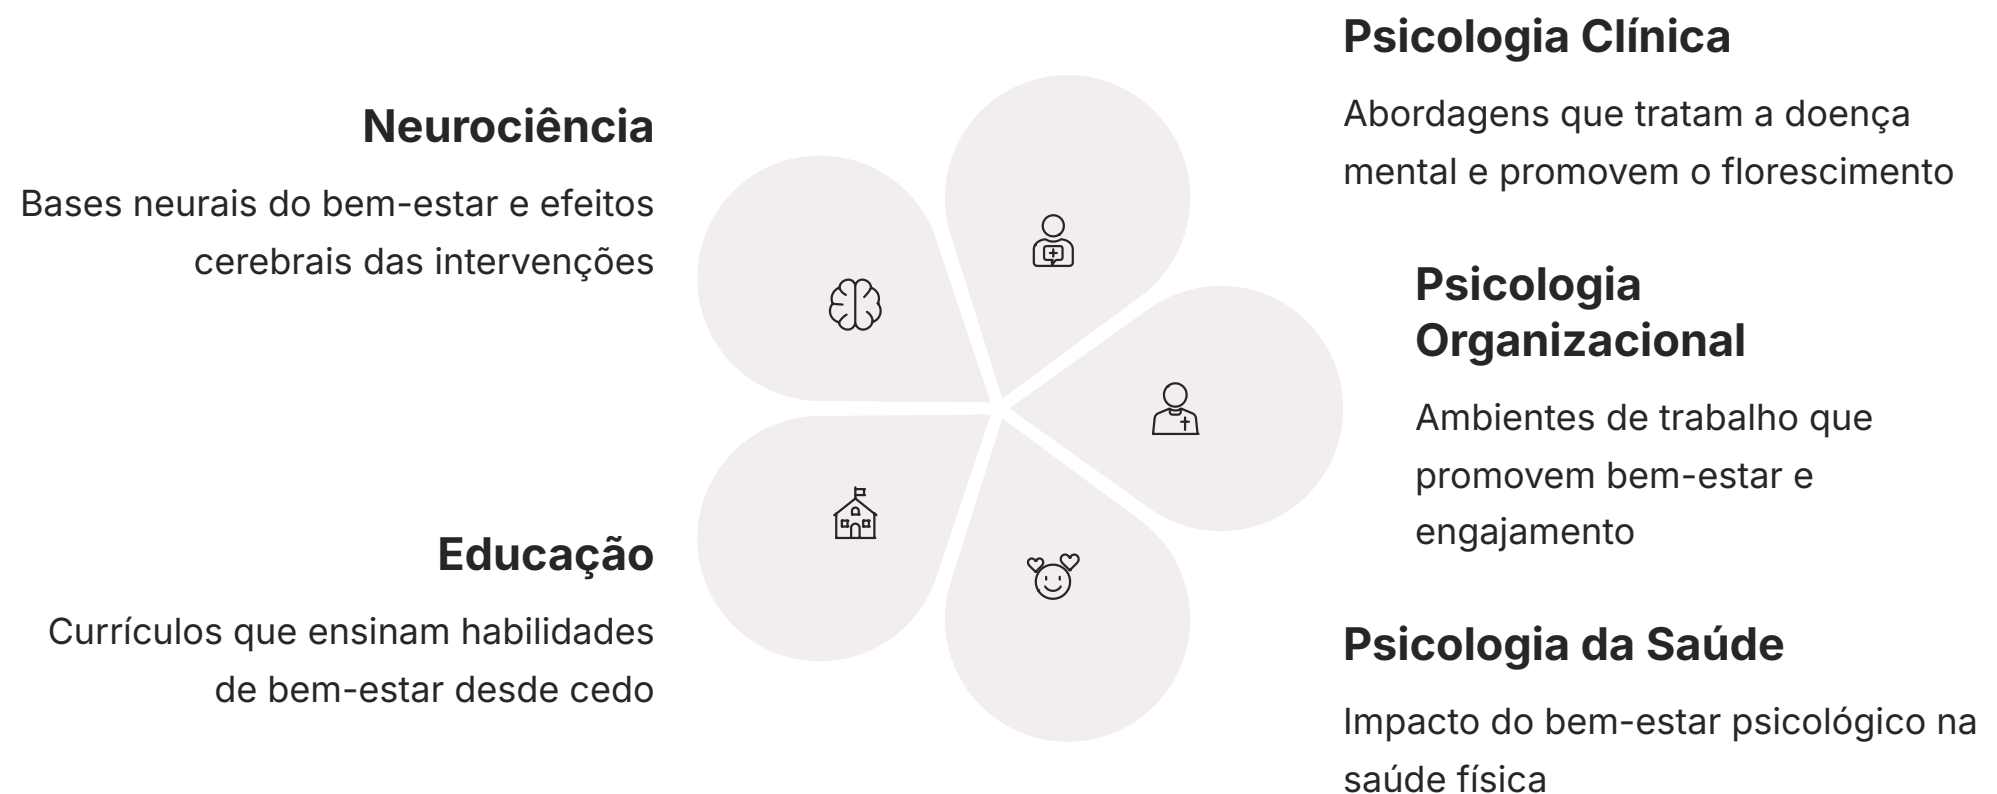 Psicologia Clínica
Abordagens que tratam a doença
mental e promovem o florescimento
Neurociência
Bases neurais do bem-estar e efeitos
cerebrais das intervenções
Psicologia
Organizacional
Ambientes de trabalho que
promovem bem-estar e
engajamento
Educação
Currículos que ensinam habilidades
de bem-estar desde cedo
Psicologia da Saúde
Impacto do bem-estar psicológico na
saúde física